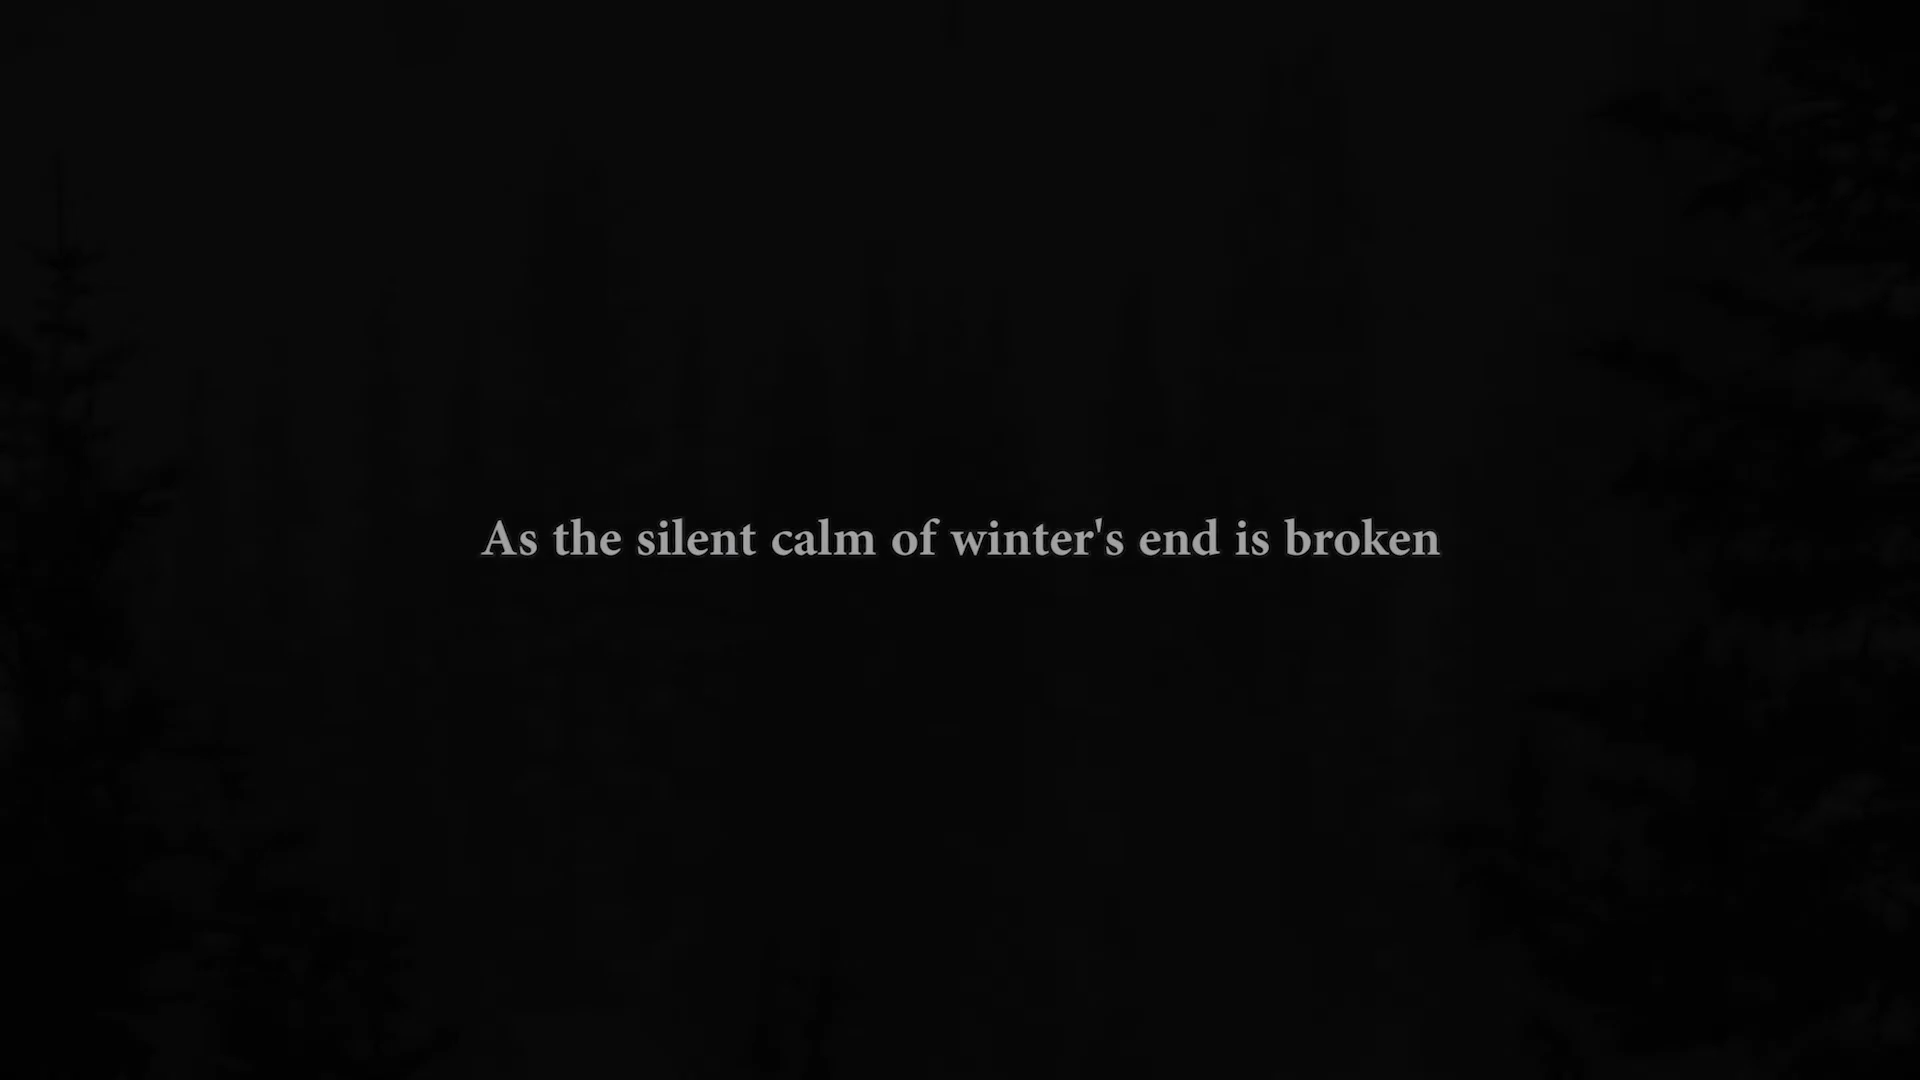 As the silent calm of winter's end is broken